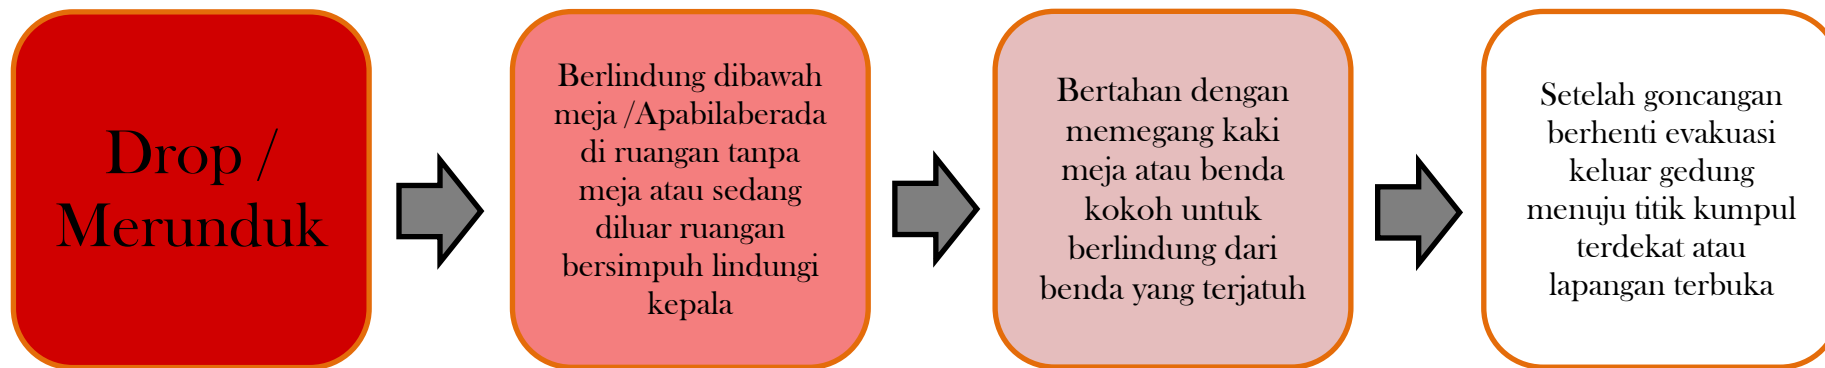 Drop /
Merunduk
Berlindung dibawah
meja /Apabilaberada
di ruangan tanpa
meja atau sedang
diluar ruangan
bersimpuh lindungi
kepala
Bertahan dengan
memegang kaki
meja atau benda
kokoh untuk
berlindung dari
benda yang terjatuh
Setelah goncangan
berhenti evakuasi
keluar gedung
menuju titik kumpul
terdekat atau
lapangan terbuka